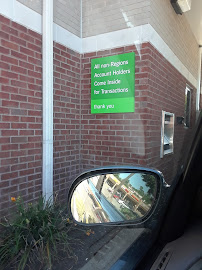 All non-Regions
Account Holders
Come Inside
for Transactions
thank you